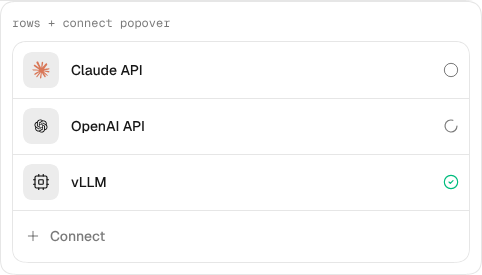 rows + connect popover
Claude API
OpenAI API
vLLM
Connect